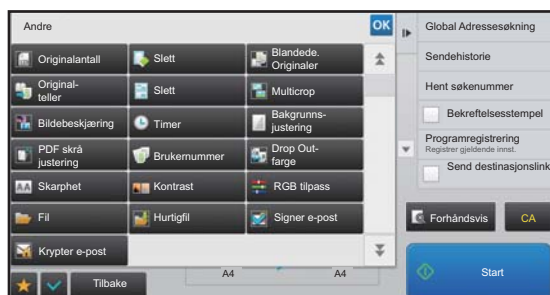 Andre
OK
Originalantall
Slett
Blandede.
Originaler
Original-
teller
Slett
Multicrop
Bildebeskjæring
Timer
Bakgrunns-
justering
PDF skrå
justering
Brukernummer
Drop Out-
farge
Skarphet
Kontrast
RGB tilpass
Fil
Hurtigfil
Signer e-post
Krypter e-post
Tilbake
A4
A4
Global Adressesøkning
Sendehistorie
Hent søkenummer
Bekreftelsesstempel
Programregistrering
Registrer gjeldende innst.
Send destinasjonslink
Forhåndsvis
CA
Start